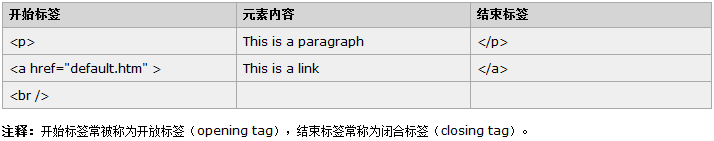 开始标签 元素内容 结束标签
<p> This is a paragraph </p>
<a href="default.htm" > This is a link </a>
<br />
注释：开始标签常被称为开放标签（opening tag），结束标签常称为闭合标签（closing tag）。